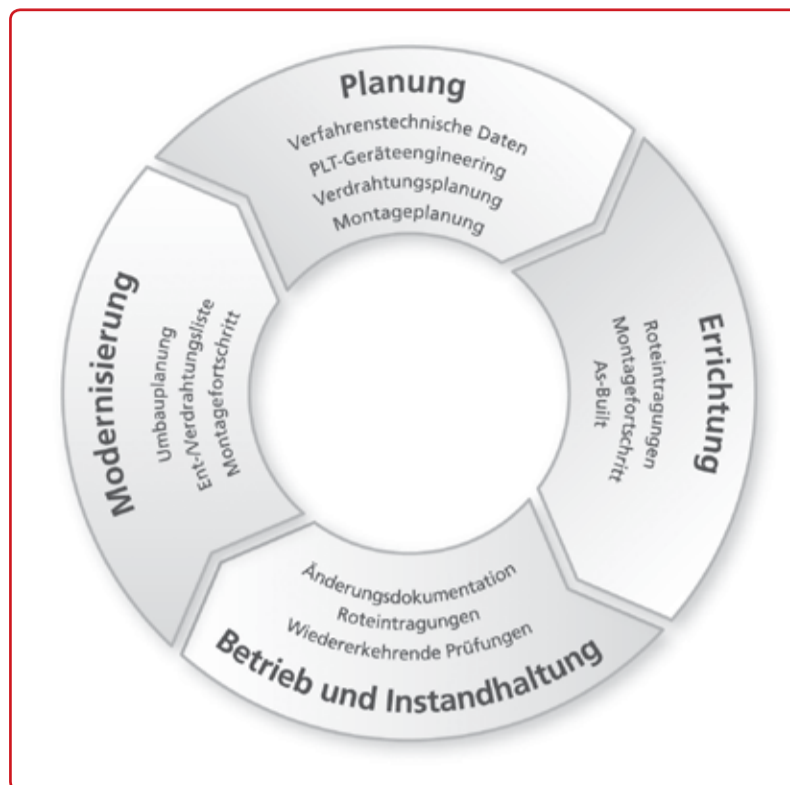 Planung
Verfahrenstechnische Daten
PLT-Geräteengineering
Verdrahtungsplanung
Montageplanung
Errichtung
Roteintragungen
Montagefortschritt
As-Built
Änderungsdokumentation
Roteintragungen
Wiedererkehrende Prüfungen
Betrieb und Instandhaltung
Modernisierung
Umbauplanung
Ent-/Verdrahtungsliste
Montagefortschritt